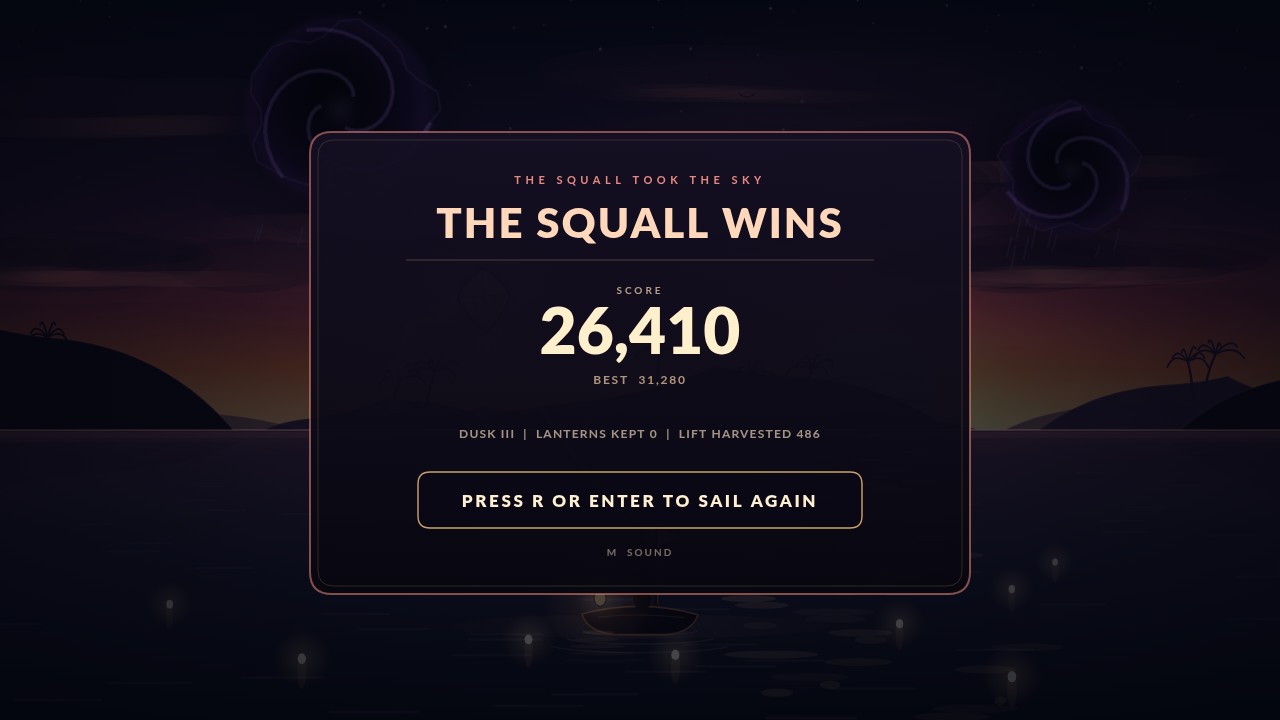 THE SQUALL TOOK THE SKY
THE SQUALL WINS
SCORE
26,410
BEST 31,280
DUSK III | LANTERNS KEPT 0 | LIFT HARVESTED 486
PRESS R OR ENTER TO SAIL AGAIN
M SOUND